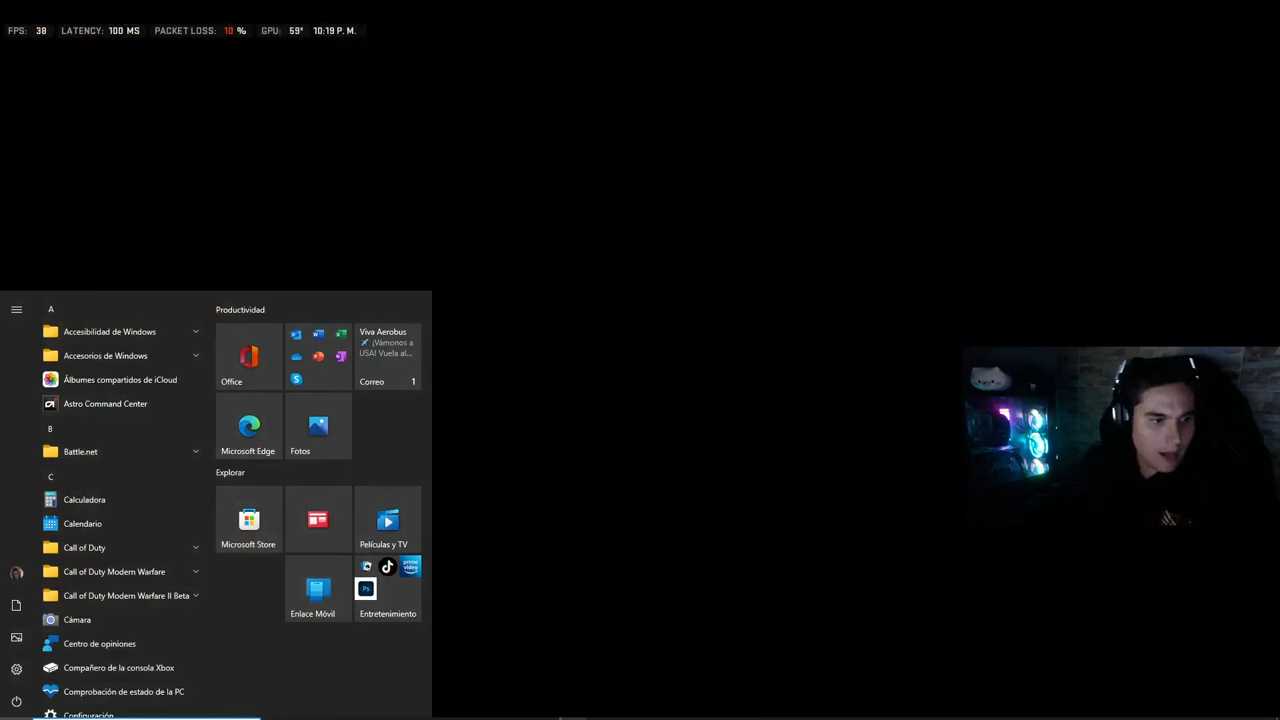 FPS: 38 LATENCY: 100 MS PACKET LOSS: 10 % GPU: 59° 10:19 P. M.
A
Accesibilidad de Windows
Accesorios de Windows
Álbumes compartidos de iCloud
Astro Command Center
B
Battle.net
C
Calculadora
Calendario
Call of Duty
Call of Duty Modern Warfare
Call of Duty Modern Warfare II Beta
Cámara
Centro de opiniones
Compañero de la consola Xbox
Comprobación de estado de la PC
Configuración
Productividad
Office
Viva Aerobus
¡Vámonos a
USA! Vuela al...
Correo 1
Microsoft Edge
Fotos
Explorar
Microsoft Store
Películas y TV
Enlace Móvil
prime
video
Ps
Entretenimiento